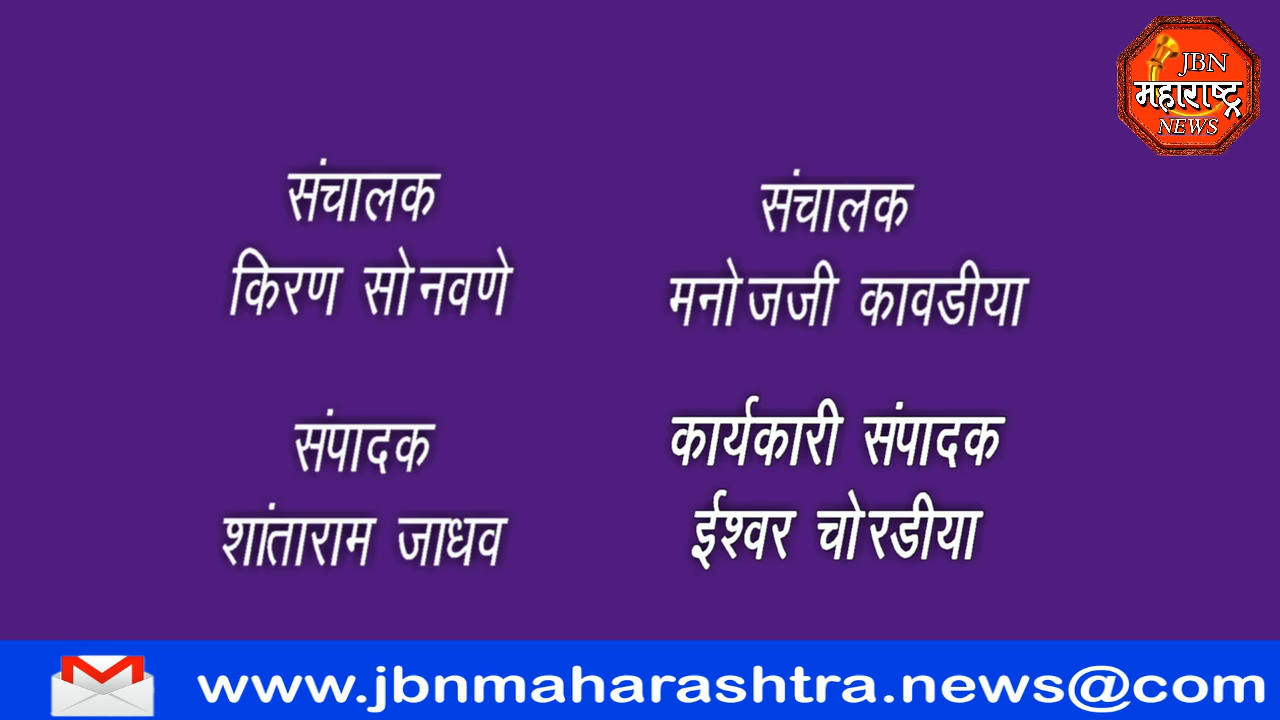 JBN
महाराष्ट्र
NEWS
संचालक
किरण सोनवणे
संचालक
मनोजजी कावडीया
संपादक
शांताराम जाधव
कार्यकारी संपादक
ईश्वर चोरडीया
www.jbnmaharashtra.news@com